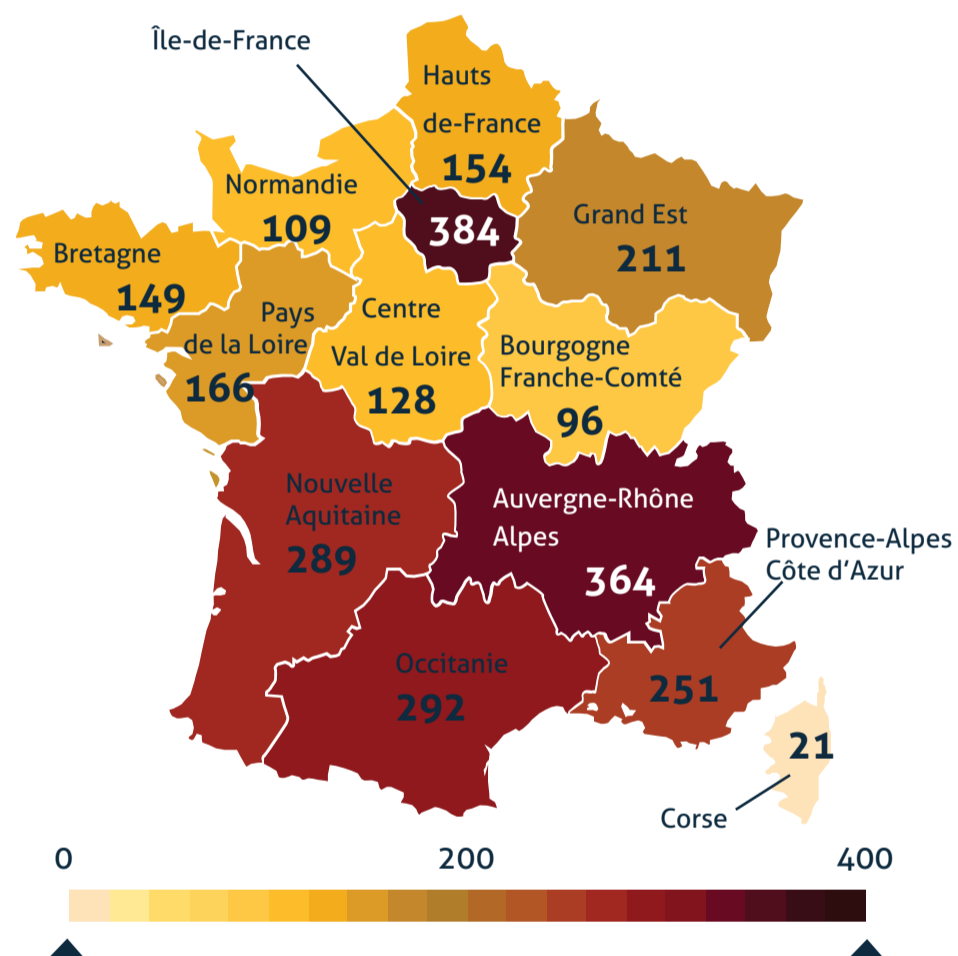 Île-de-France
Hauts
de-France
154
Normandie
109
384
Grand Est
211
Bretagne
149
Pays
de la Loire
166
Centre
Val de Loire
128
Bourgogne
Franche-Comté
96
Nouvelle
Aquitaine
289
Auvergne-Rhône
Alpes
364
Provence-Alpes
Côte d’Azur
251
Occitanie
292
21
Corse
0
200
400